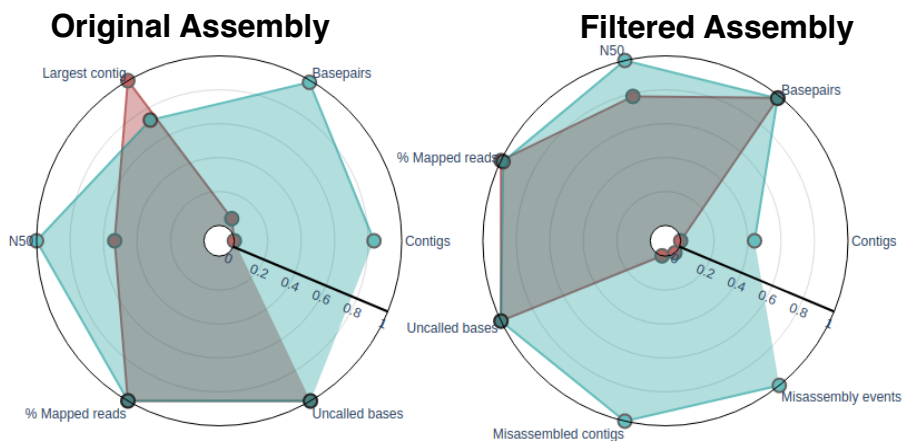 Original Assembly
Largest contig
Basepairs
N50
Contigs
0
0.2
0.4
0.6
0.8
1
% Mapped reads
Uncalled bases
Filtered Assembly
N50
Basepairs
% Mapped reads
Contigs
0
0.2
0.4
0.6
0.8
1
Uncalled bases
Misassembly events
Misassembled contigs